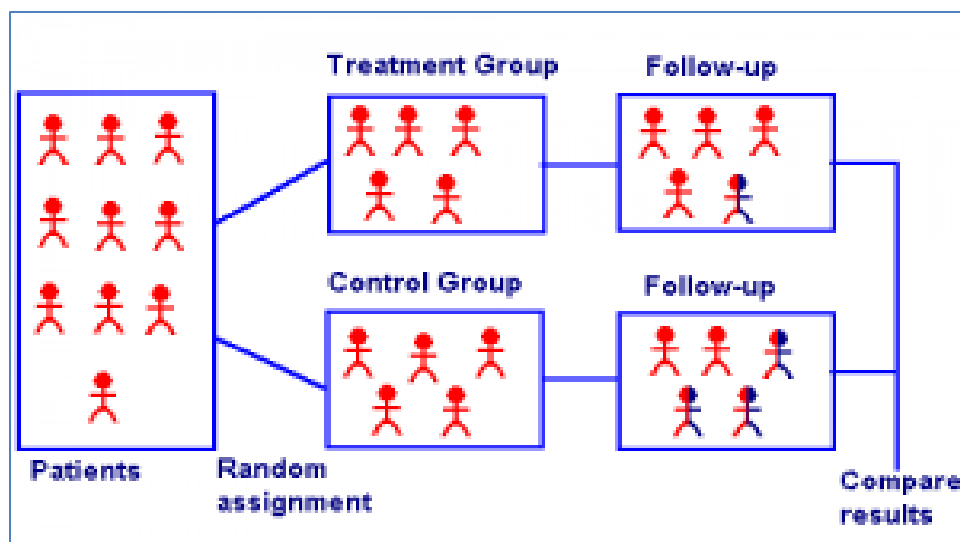 Treatment Group
Follow-up
Control Group
Follow-up
Patients
Random
assignment
Compare
results